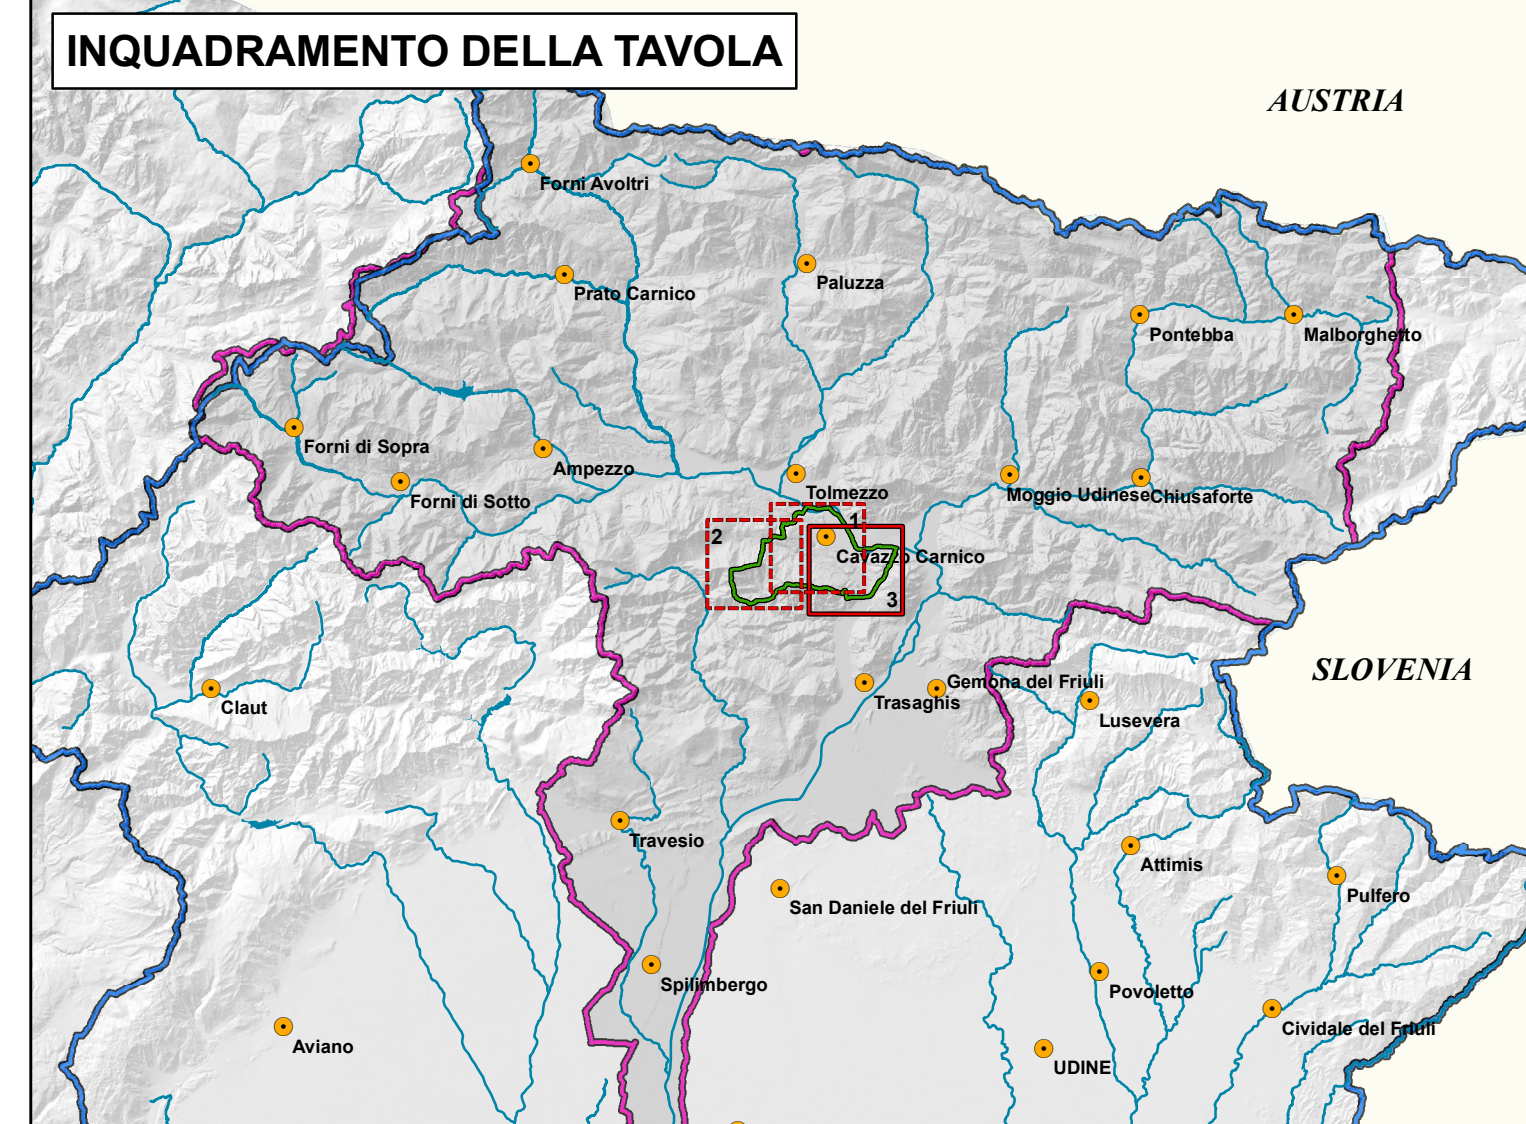 INQUADRAMENTO DELLA TAVOLA
AUSTRIA
Forni Avoltri
Paluzza
Prato Carnico
Pontebba
Malborghetto
Forni di Sopra
Ampezzo
Forni di Sotto
Tolmezzo
Moggio Udinese
Chiusaforte
1
2
Cavazzo Carnico
3
SLOVENIA
Gemona del Friuli
Trasaghis
Claut
Lusevera
Travesio
Attimis
Pulfero
San Daniele del Friuli
Spilimbergo
Povoletto
Cividale del Friuli
Aviano
UDINE